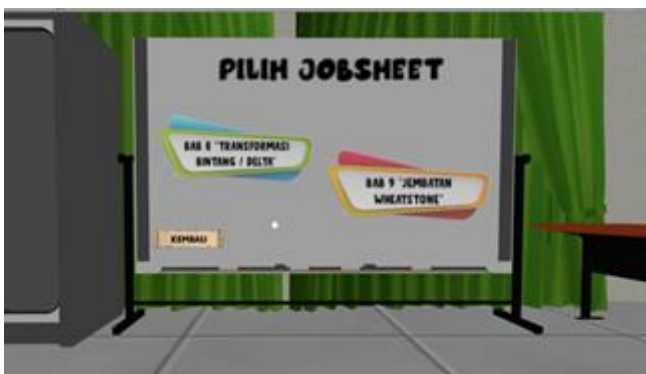 PILIH JOBSHEET
BAB 8 "TRANSFORMASI
BINTANG / DELTA"
BAB 9 "JEMBATAN
WHEATSTONE"
KEMBALI